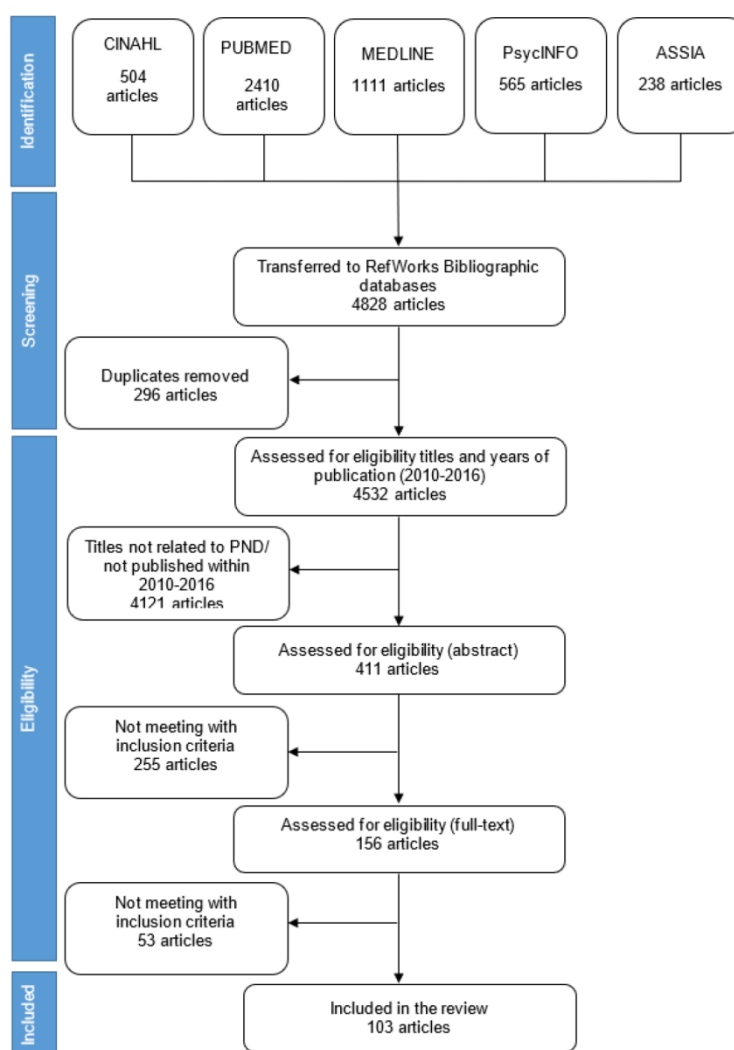 Identification
CINAHL
504
articles
PUBMED
2410
articles
MEDLINE
1111 articles
PsycINFO
565 articles
ASSIA
238 articles
Screening
Transferred to RefWorks Bibliographic
databases
4828 articles
Duplicates removed
296 articles
Eligibility
Assessed for eligibility titles and years of
publication (2010-2016)
4532 articles
Titles not related to PND/
not published within
2010-2016
4121 articles
Assessed for eligibility (abstract)
411 articles
Not meeting with
inclusion criteria
255 articles
Assessed for eligibility (full-text)
156 articles
Not meeting with
inclusion criteria
53 articles
Included
Included in the review
103 articles